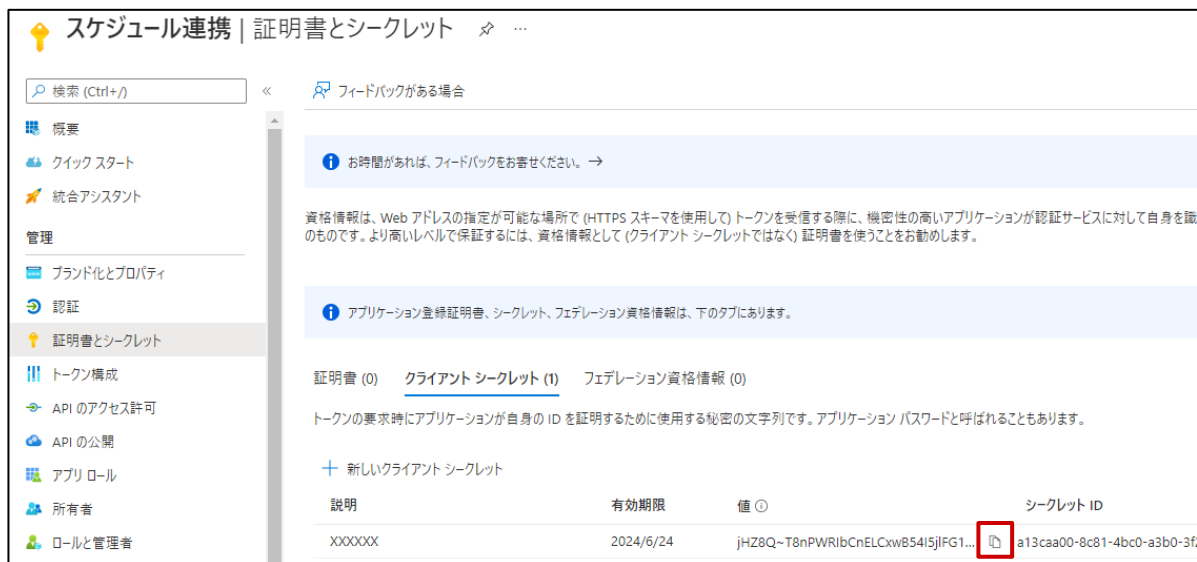 スケジュール連携 | 証明書とシークレット
検索 (Ctrl+/)
フィードバックがある場合
概要
クイック スタート
統合アシスタント
お時間があれば、フィードバックをお寄せください。 →
資格情報は、Web アドレスの指定が可能な場所で (HTTPS スキーマを使用して) トークンを受信する際に、機密性の高いアプリケーションが認証サービスに対して自身を識
のものです。より高いレベルで保証するには、資格情報として (クライアント シークレットではなく) 証明書を使うことをお勧めします。
管理
ブランド化とプロパティ
認証
証明書とシークレット
トークン構成
API のアクセス許可
API の公開
アプリ ロール
所有者
ロールと管理者
アプリケーション登録証明書、シークレット、フェデレーション資格情報は、下のタブにあります。
証明書 (0) クライアント シークレット (1) フェデレーション資格情報 (0)
トークンの要求時にアプリケーションが自身の ID を証明するために使用する秘密の文字列です。アプリケーション パスワードと呼ばれることもあります。
新しいクライアント シークレット
説明 有効期限 値 シークレット ID
XXXXXX 2024/6/24 jHZ8Q~T8nPWRIbCnELCxwB54I5jlFG1... a13caa00-8c81-4bc0-a3b0-3f